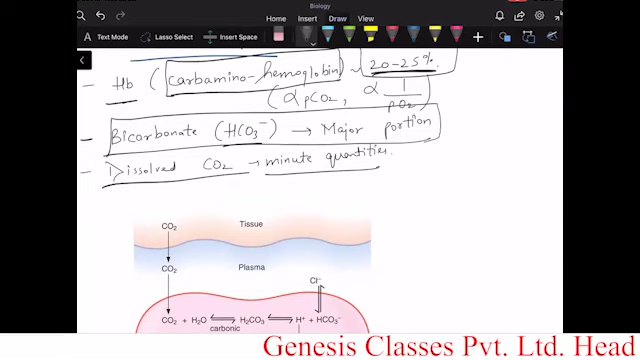 Biology
Home Insert Draw View
Text Mode Lasso Select Insert Space
- Hb (Carbamino-hemoglobin) ~ 20-25%.
(α pCO2, α 1/pO2)
- Bicarbonate (HCO3⁻) → Major portion
- Dissolved CO2 → minute quantities.
CO₂ Tissue
CO₂ Plasma
Cl⁻
CO₂ + H₂O ⇌ H₂CO₃ ⇌ H⁺ + HCO₃⁻
carbonic
Genesis Classes Pvt. Ltd. Head